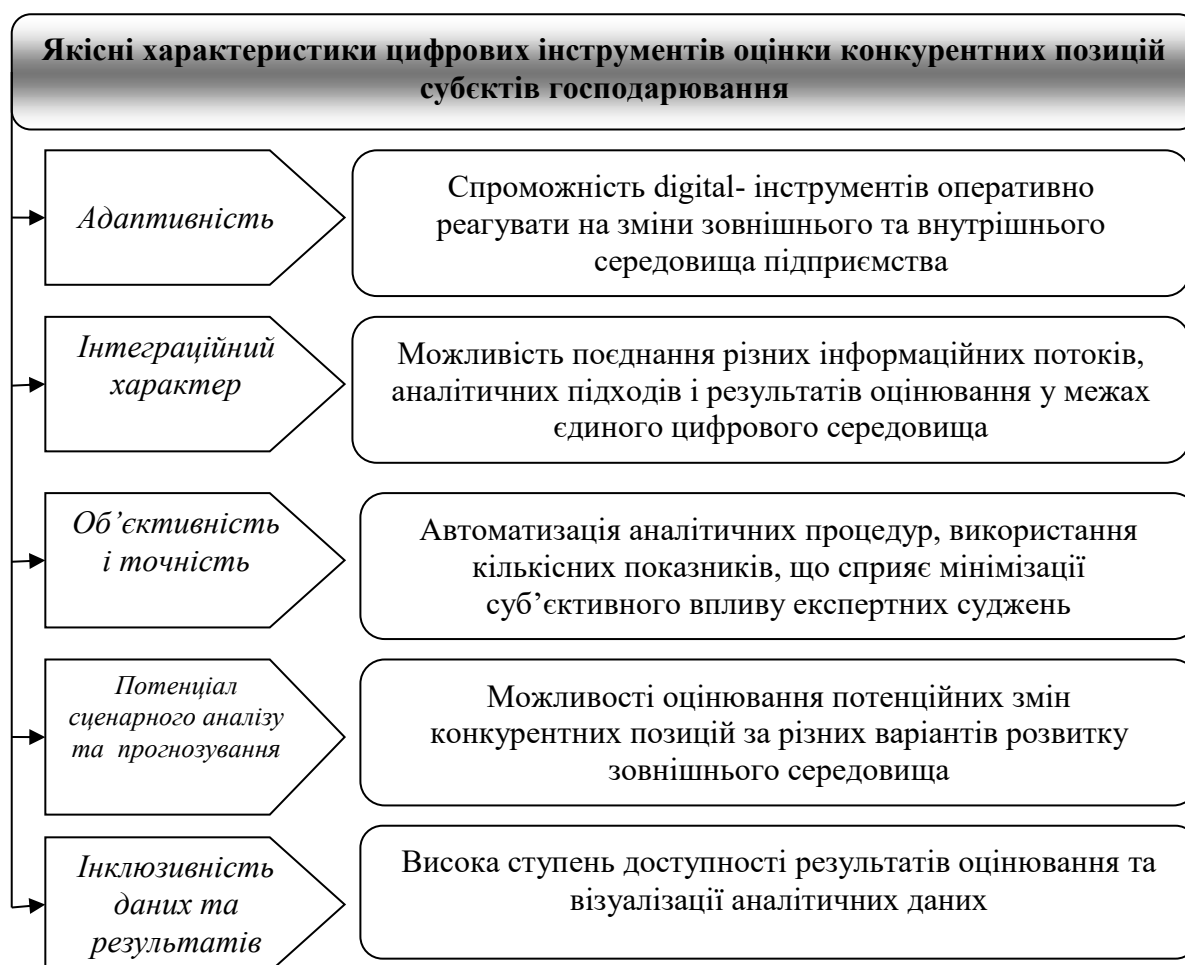 Якісні характеристики цифрових інструментів оцінки конкурентних позицій
субєктів господарювання
Адаптивність
Спроможність digital- інструментів оперативно
реагувати на зміни зовнішнього та внутрішнього
середовища підприємства
Інтеграційний
характер
Можливість поєднання різних інформаційних потоків,
аналітичних підходів і результатів оцінювання у межах
єдиного цифрового середовища
Об’єктивність
і точність
Автоматизація аналітичних процедур, використання
кількісних показників, що сприяє мінімізації
суб’єктивного впливу експертних суджень
Потенціал
сценарного аналізу
та прогнозування
Можливості оцінювання потенційних змін
конкурентних позицій за різних варіантів розвитку
зовнішнього середовища
Інклюзивність
даних та
результатів
Висока ступень доступності результатів оцінювання та
візуалізації аналітичних даних